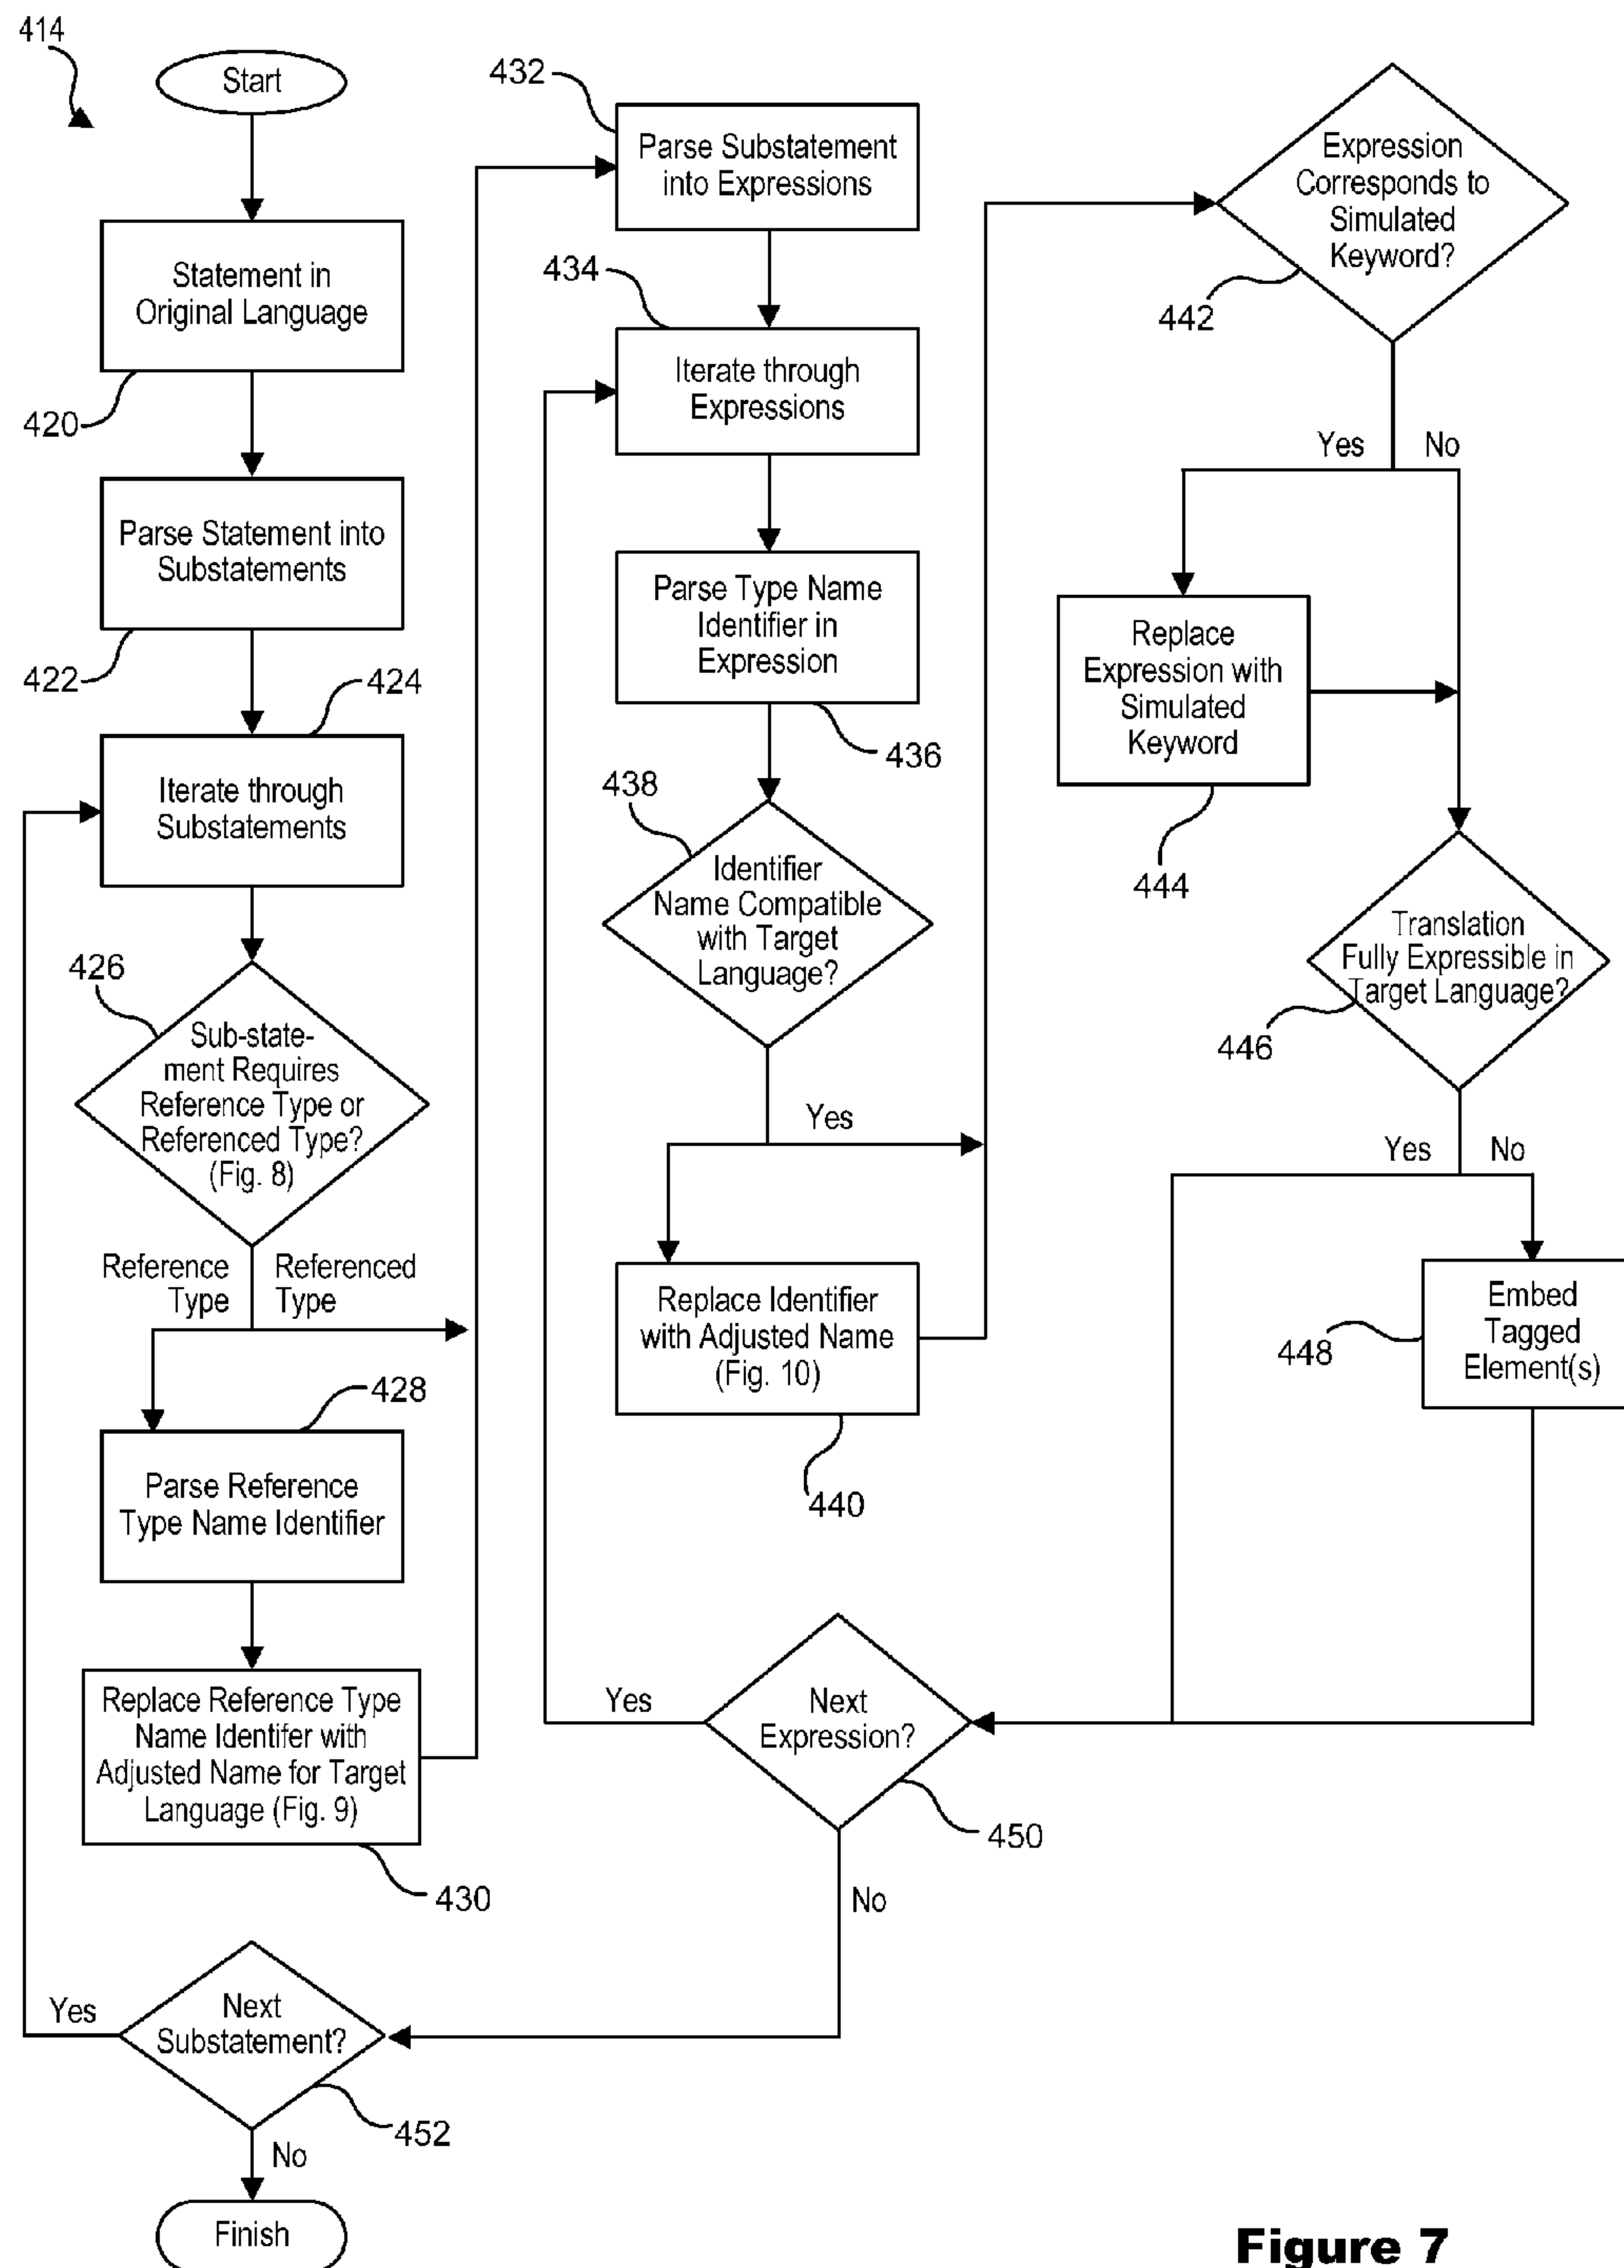 414
Start
Statement in
Original Language
420
Parse Statement into
Substatements
422
424
Iterate through
Substatements
426
Sub-state-
ment Requires
Reference Type or
Referenced Type?
(Fig. 8)
Reference
Type
Referenced
Type
428
Parse Reference
Type Name Identifier
Replace Reference Type
Name Identifer with
Adjusted Name for Target
Language (Fig. 9)
430
Yes
Next
Substatement?
452
No
Finish
432
Parse Substatement
into Expressions
434
Iterate through
Expressions
Parse Type Name
Identifier in
Expression
436
438
Identifier
Name Compatible
with Target
Language?
Yes
Replace Identifier
with Adjusted Name
(Fig. 10)
440
Yes
Next
Expression?
450
No
Expression
Corresponds to
Simulated
Keyword?
442
Yes
No
Replace
Expression with
Simulated
Keyword
444
Translation
Fully Expressible in
Target Language?
446
Yes
No
Embed
Tagged
Element(s)
448
Figure 7